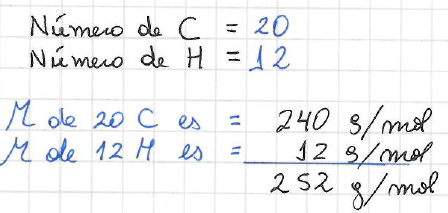 Número de C = 20
Número de H = 12
M de 20 C es = 240 g/mol
M de 12 H es = 12 g/mol
252 g/mol